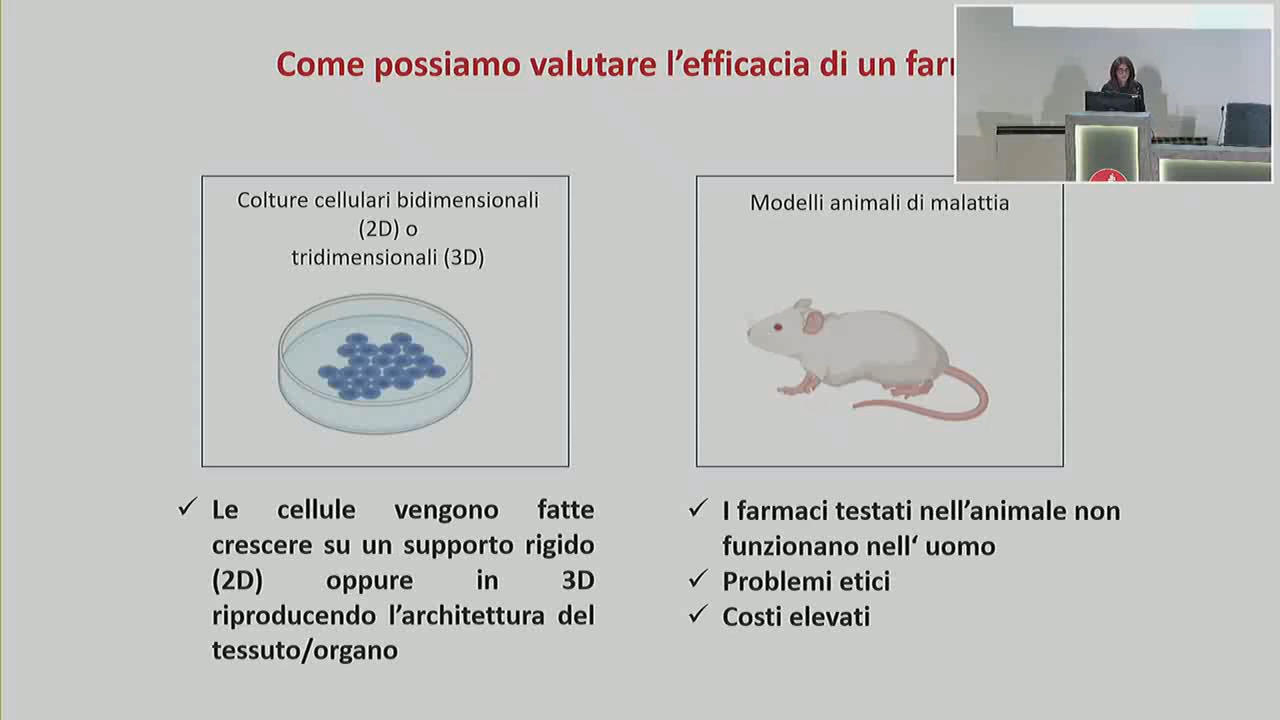 Come possiamo valutare l'efficacia di un
Colture cellulari bidimensionali
(2D) o
tridimensionali (3D)
Modelli animali di malattia
✓ Le cellule vengono fatte
crescere su un supporto rigido
(2D) oppure in 3D
riproducendo l'architettura del
tessuto/organo
✓ I farmaci testati nell'animale non
funzionano nell' uomo
✓ Problemi etici
✓ Costi elevati